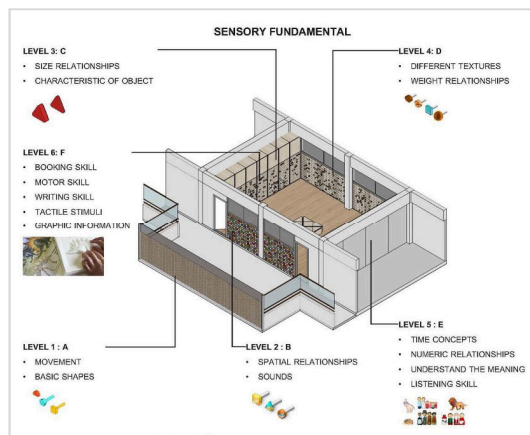 SENSORY FUNDAMENTAL
LEVEL 3: C
• SIZE RELATIONSHIPS
• CHARACTERISTIC OF OBJECT
LEVEL 4: D
• DIFFERENT TEXTURES
• WEIGHT RELATIONSHIPS
LEVEL 6: F
• BOOKING SKILL
• MOTOR SKILL
• WRITING SKILL
• TACTILE STIMULI
• GRAPHIC INFORMATION
LEVEL 1 : A
• MOVEMENT
• BASIC SHAPES
LEVEL 2 : B
• SPATIAL RELATIONSHIPS
• SOUNDS
LEVEL 5 : E
• TIME CONCEPTS
• NUMERIC RELATIONSHIPS
• UNDERSTAND THE MEANING
• LISTENING SKILL